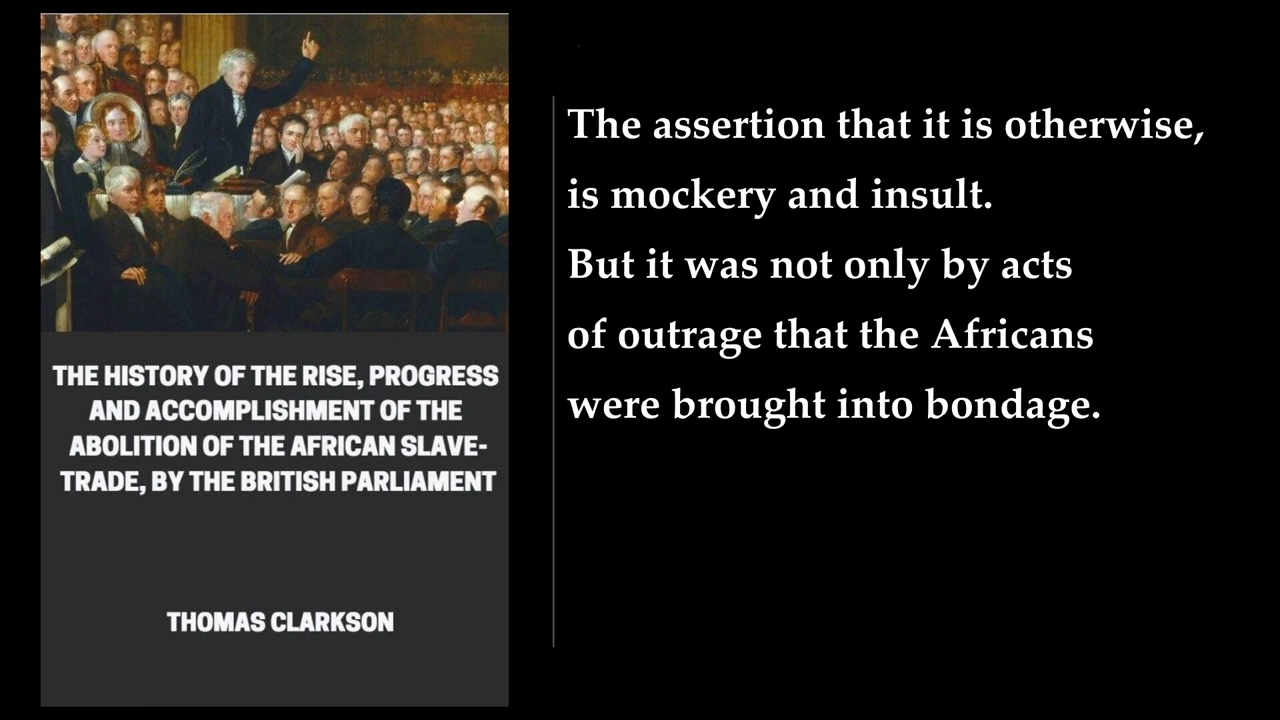 THE HISTORY OF THE RISE, PROGRESS
AND ACCOMPLISHMENT OF THE
ABOLITION OF THE AFRICAN SLAVE-
TRADE, BY THE BRITISH PARLIAMENT
THOMAS CLARKSON
The assertion that it is otherwise,
is mockery and insult.
But it was not only by acts
of outrage that the Africans
were brought into bondage.